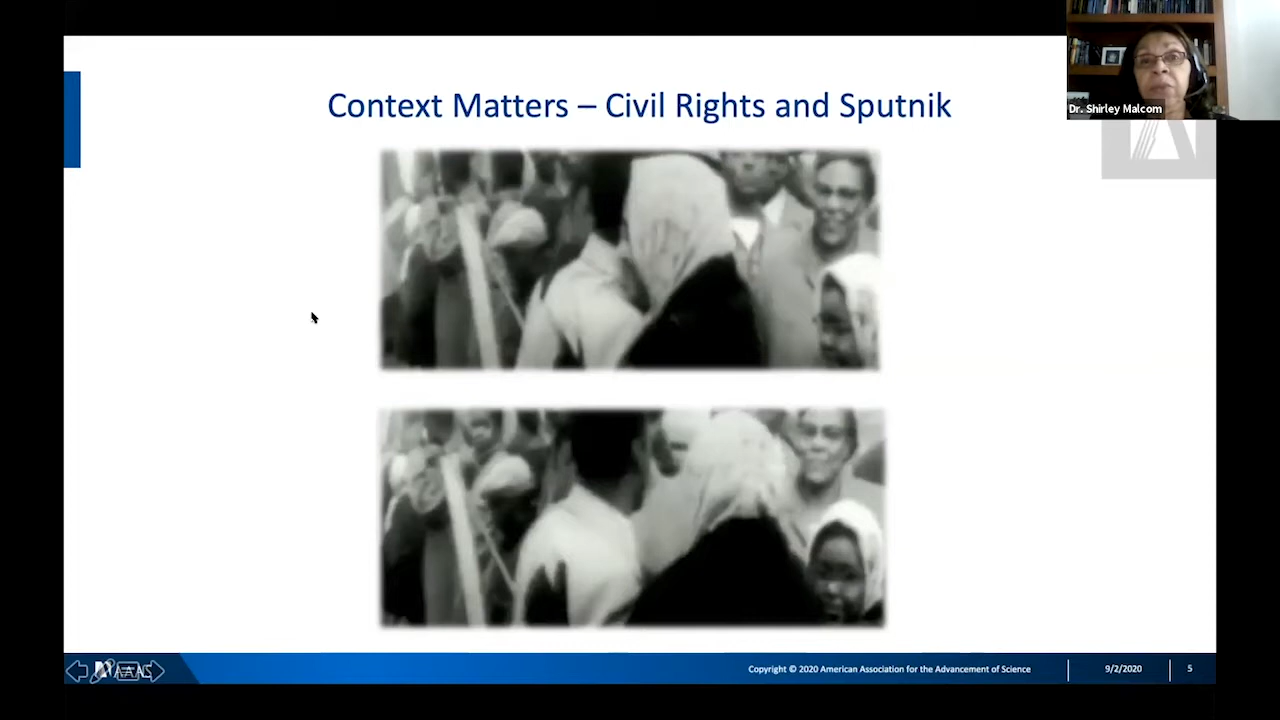 Context Matters – Civil Rights and Sputnik
Dr. Shirley Malcom
AAAS
Copyright © 2020 American Association for the Advancement of Science
9/2/2020
5